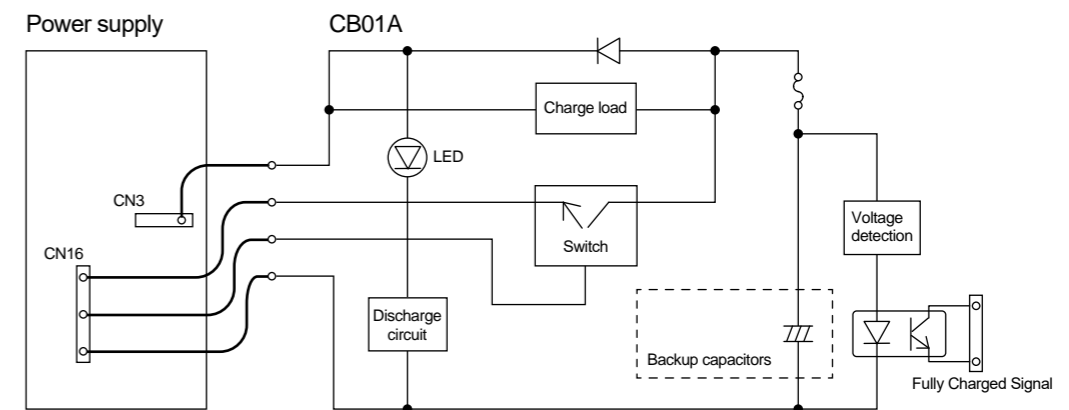 Power supply
CB01A
Charge load
LED
CN3
Switch
Voltage
detection
CN16
Discharge
circuit
Backup capacitors
Fully Charged Signal